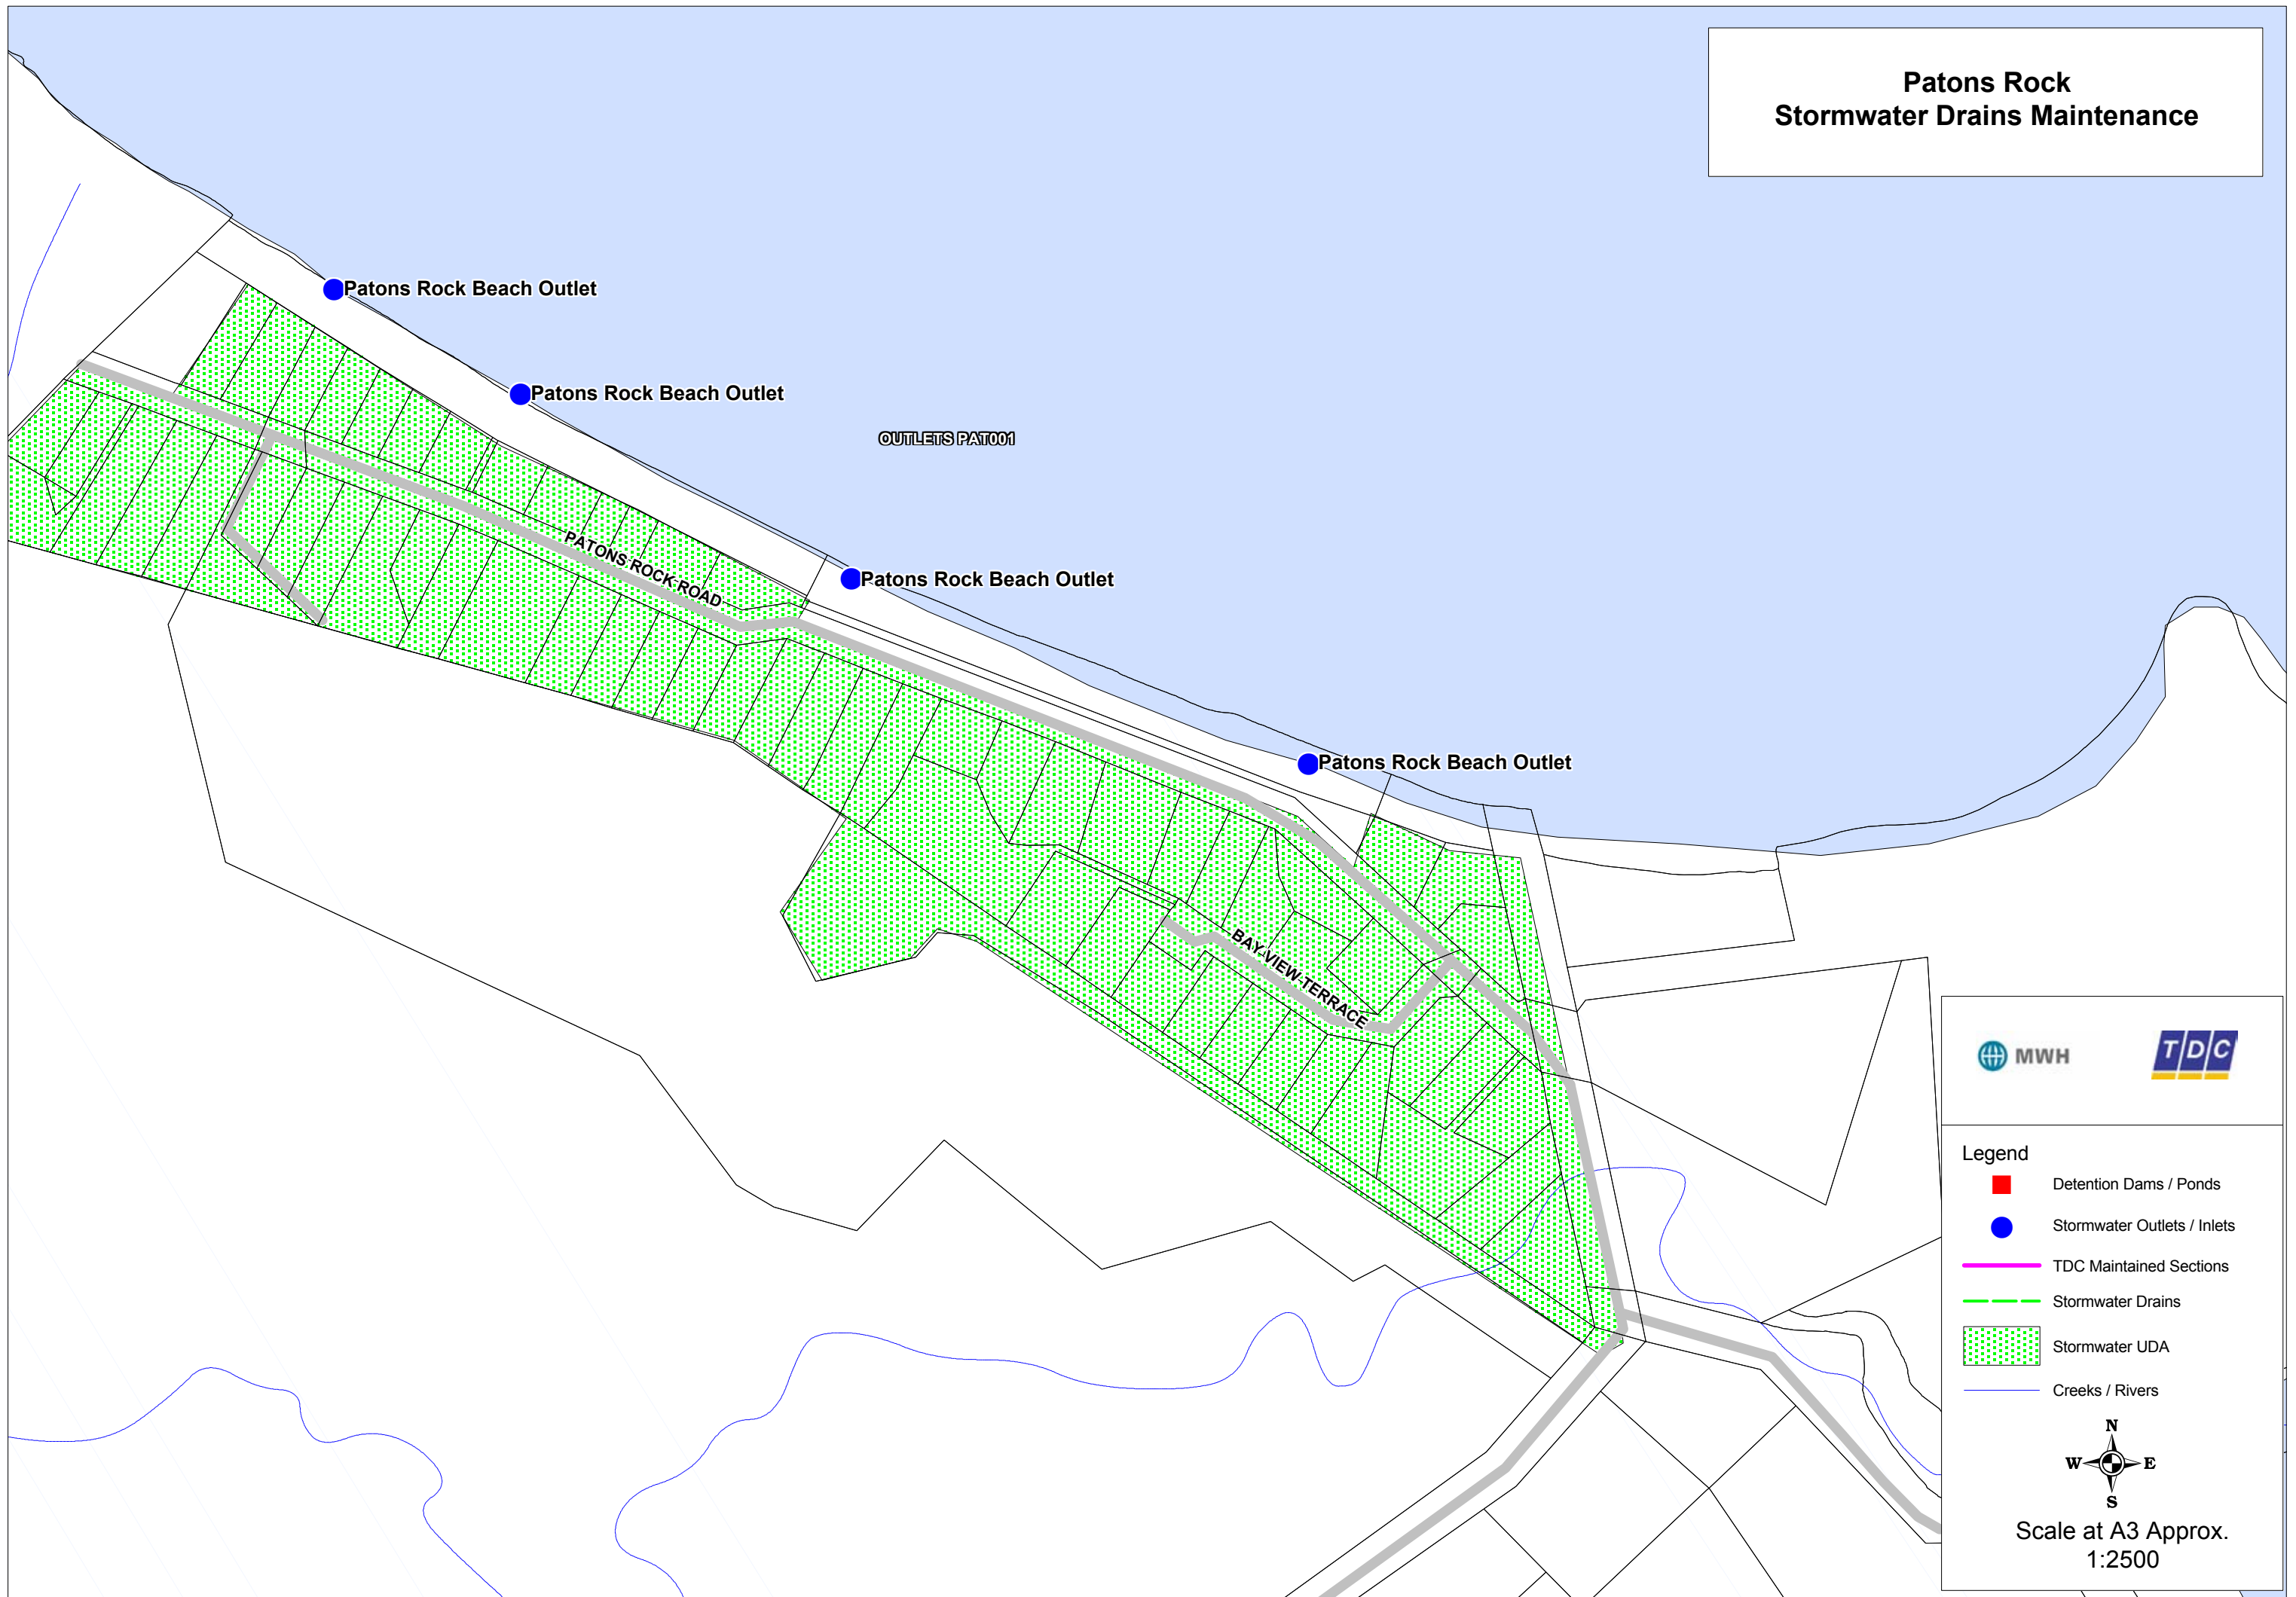 Patons Rock
Stormwater Drains Maintenance
Patons Rock Beach Outlet
Patons Rock Beach Outlet
OUTLETS PAT001
PATONS ROCK ROAD
Patons Rock Beach Outlet
Patons Rock Beach Outlet
BAY VIEW TERRACE
MWH
TDC
Legend
Detention Dams / Ponds
Stormwater Outlets / Inlets
TDC Maintained Sections
Stormwater Drains
Stormwater UDA
Creeks / Rivers
N
W E
S
Scale at A3 Approx.
1:2500